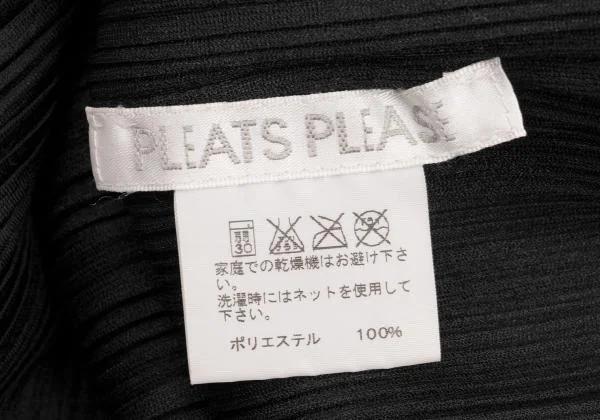 PLEATS PLEASE
弱
30
家庭での乾燥機はお避け下さ
い。
洗濯時にはネットを使用して
下さい。
ポリエステル 100%